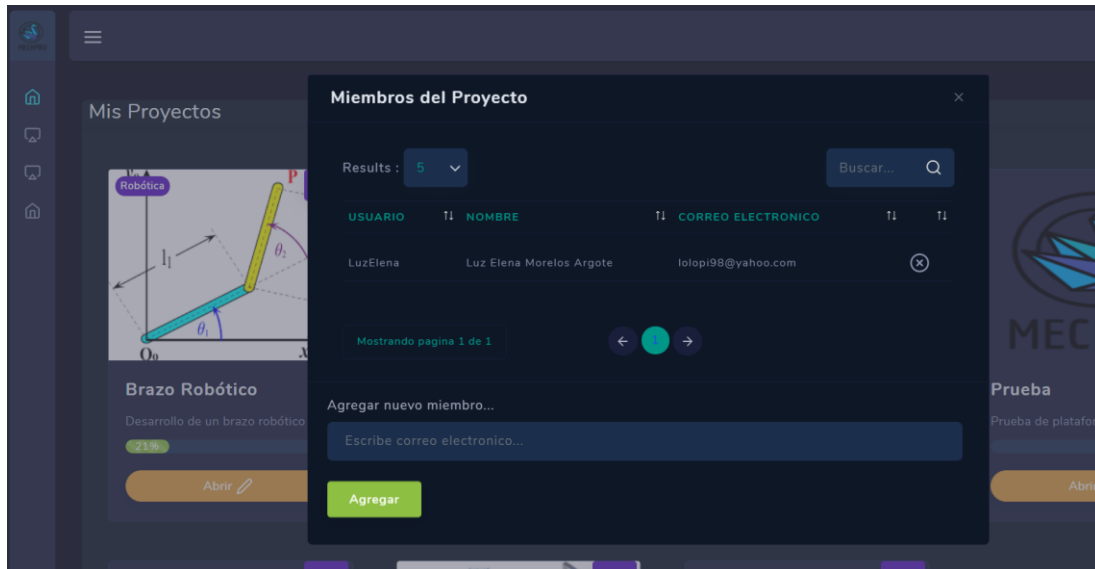 Mis Proyectos
Miembros del Proyecto
×
Results : 5
Buscar...
USUARIO NOMBRE CORREO ELECTRONICO
LuzElena Luz Elena Morelos Argote lolopi98@yahoo.com
Mostrando pagina 1 de 1
← 1 →
Agregar nuevo miembro...
Escribe correo electronico...
Agregar
Robótica
P
l₁
θ₂
θ₁
O₀
x
Brazo Robótico
Desarrollo de un brazo robótico
21%
Abrir
MEC
Prueba
Prueba de platafo
Abri